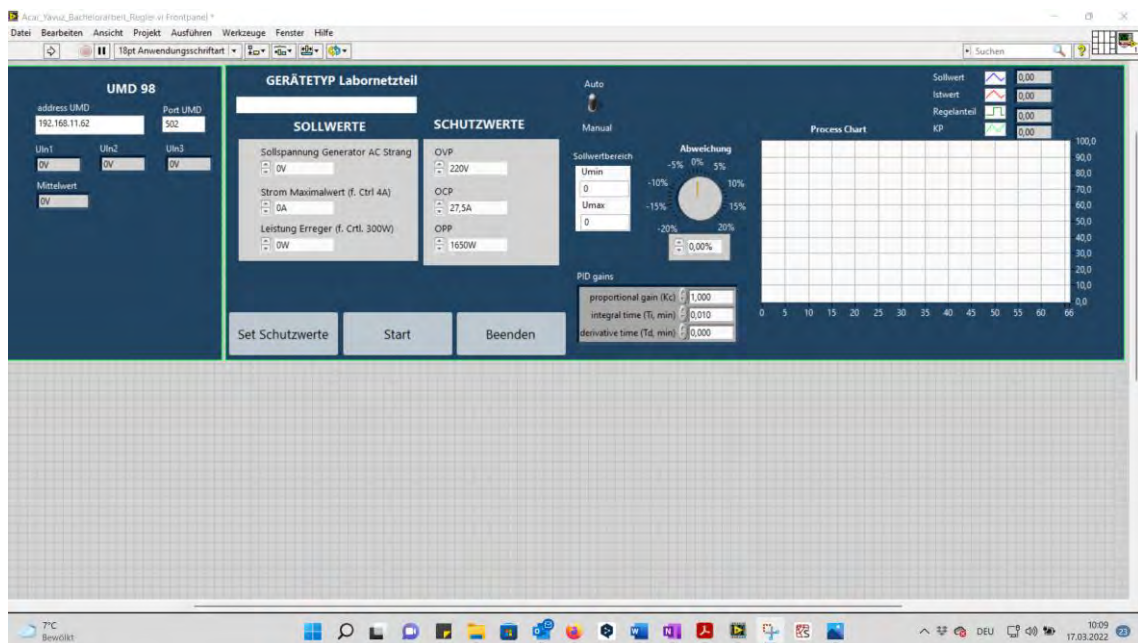 Acar_Yavuz_Bachelorarbeit_Regler.vi Frontpanel *
Datei Bearbeiten Ansicht Projekt Ausführen Werkzeuge Fenster Hilfe
18pt Anwendungsschriftart
Suchen
UMD 98
address UMD Port UMD
192.168.11.62 502
UIn1 UIn2 UIn3
0V 0V 0V
Mittelwert
0V
GERÄTETYP Labornetzteil
SOLLWERTE
Sollspannung Generator AC Strang
0V
Strom Maximalwert (f. Ctrl 4A)
0A
Leistung Erreger (f. Crtl. 300W)
0W
SCHUTZWERTE
OVP
220V
OCP
27,5A
OPP
1650W
Set Schutzwerte Start Beenden
Auto
Manual
Sollwertbereich
Umin
0
Umax
0
Abweichung
-5% 0% 5%
-10% 10%
-15% 15%
-20% 20%
0,00%
PID gains
proportional gain (Kc) 1,000
integral time (Ti, min) 0,010
derivative time (Td, min) 0,000
Sollwert 0,00
Istwert 0,00
Regelanteil 0,00
KP 0,00
Process Chart
100,0
90,0
80,0
70,0
60,0
50,0
40,0
30,0
20,0
10,0
0,0
0 5 10 15 20 25 30 35 40 45 50 55 60 66
7°C
Bewölkt
DEU
10:09
17.03.2022